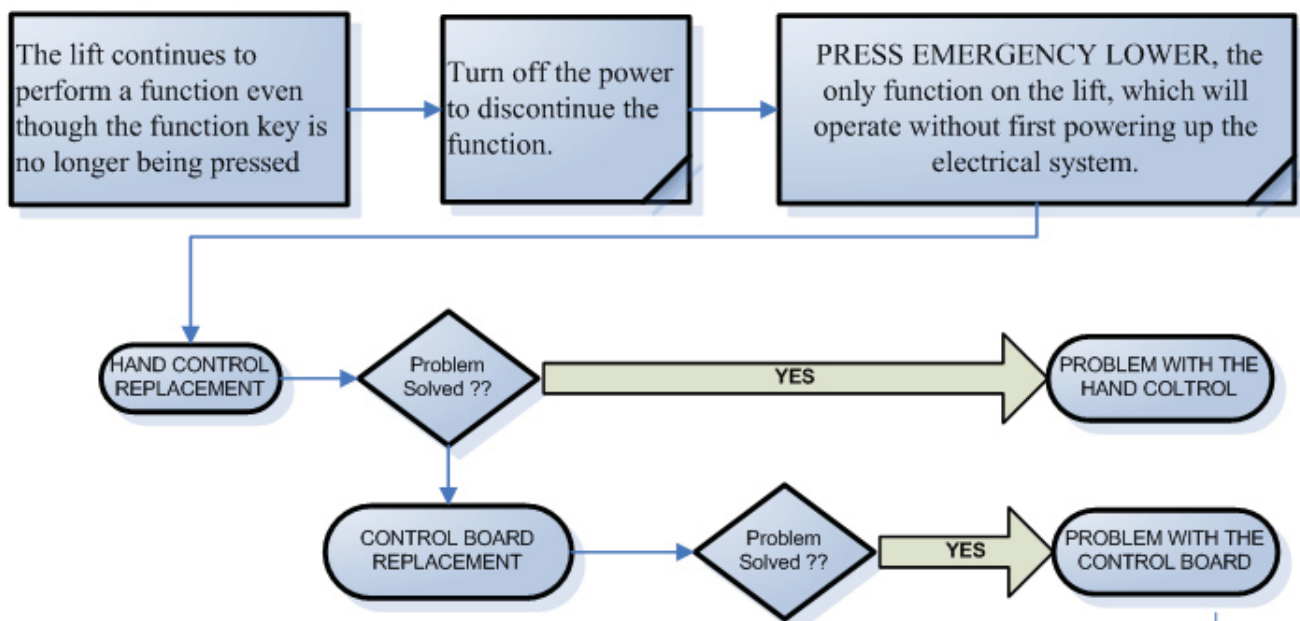 The lift continues to
perform a function even
though the function key is
no longer being pressed
Turn off the power
to discontinue the
function.
PRESS EMERGENCY LOWER, the
only function on the lift, which will
operate without first powering up the
electrical system.
HAND CONTROL
REPLACEMENT
Problem
Solved ??
YES
PROBLEM WITH THE
HAND COLTROL
CONTROL BOARD
REPLACEMENT
Problem
Solved ??
YES
PROBLEM WITH THE
CONTROL BOARD